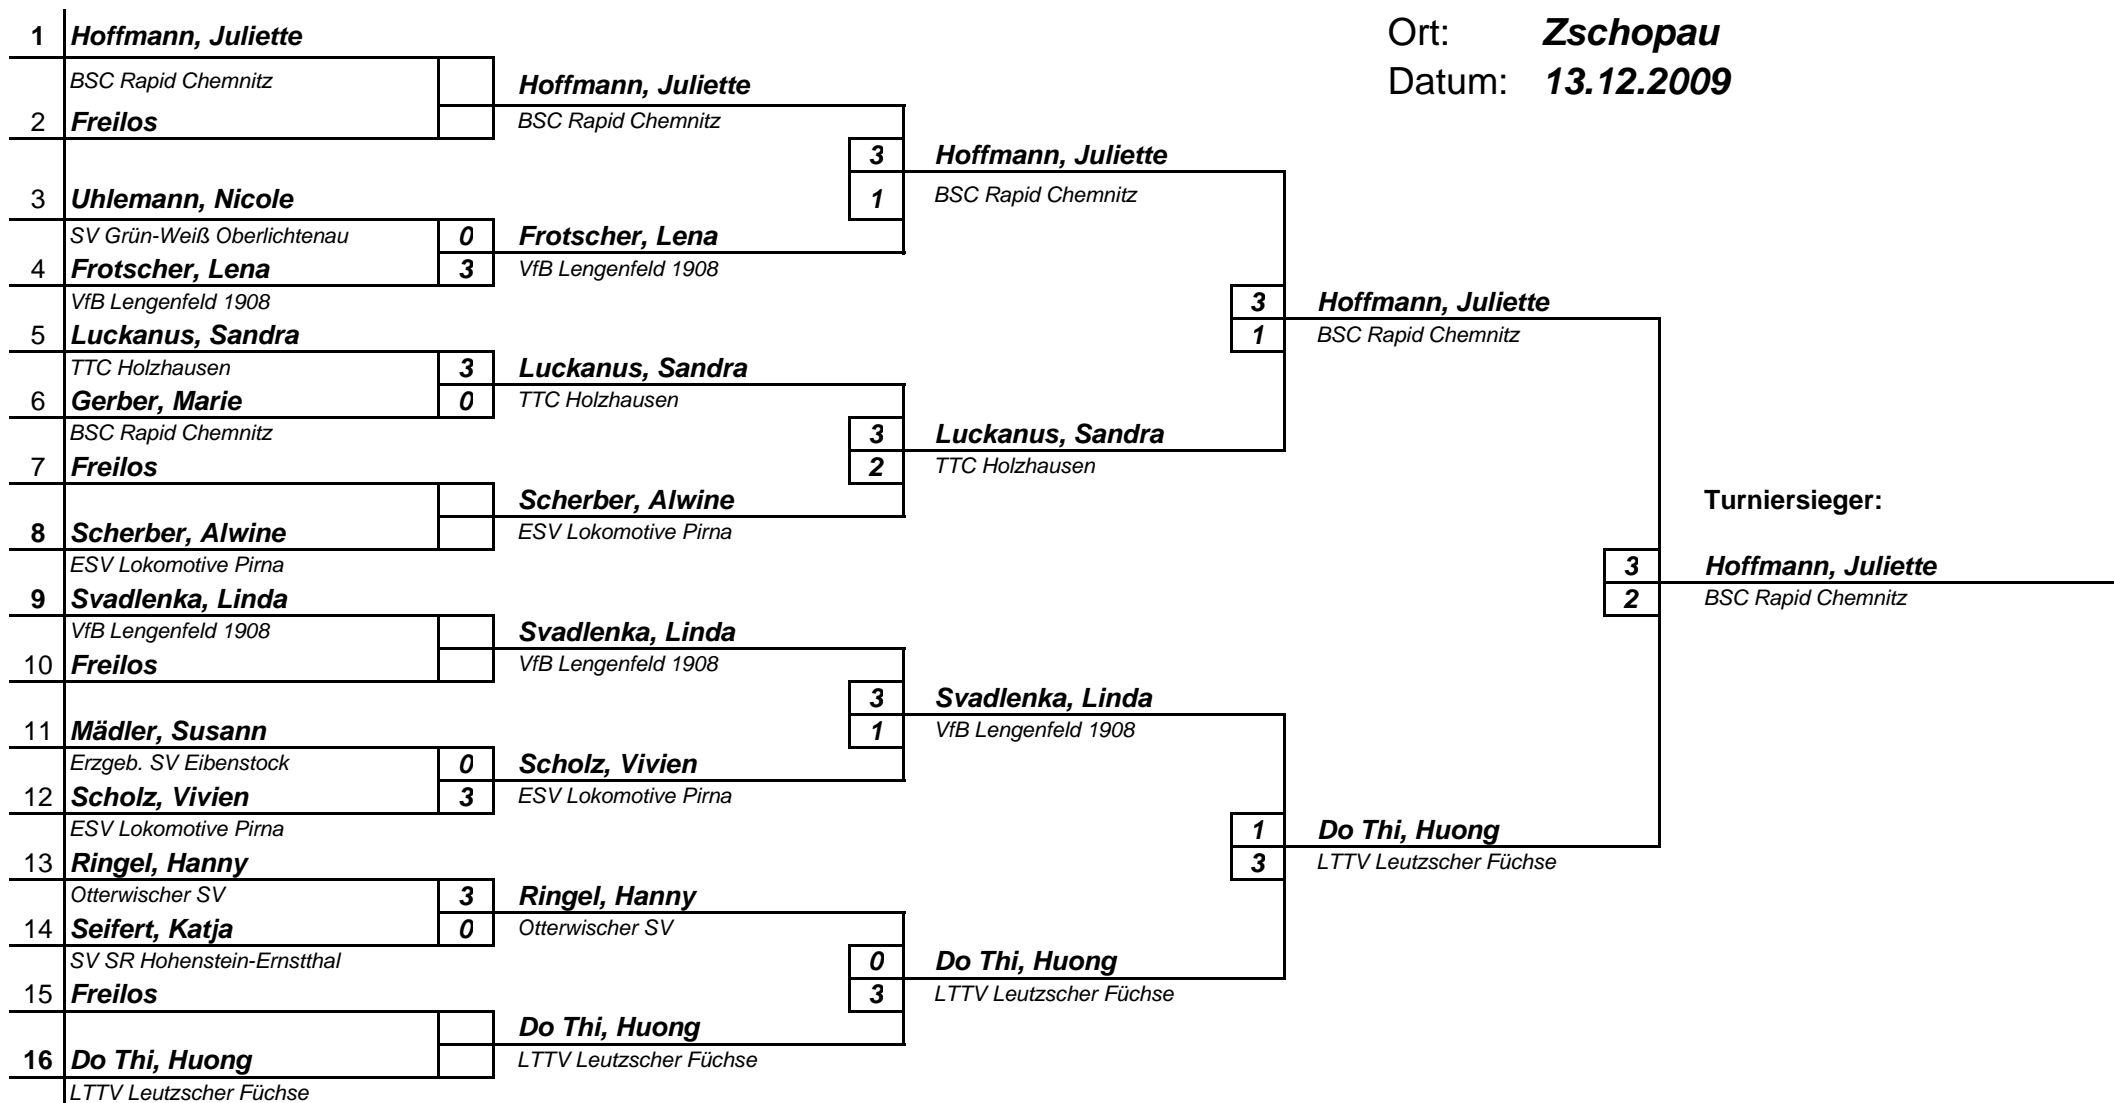 Ort: Zschopau
Datum: 13.12.2009
1 Hoffmann, Juliette
BSC Rapid Chemnitz
2 Freilos
3 Uhlemann, Nicole
SV Grün-Weiß Oberlichtenau 0
4 Frotscher, Lena 3
VfB Lengenfeld 1908
5 Luckanus, Sandra
TTC Holzhausen 3
6 Gerber, Marie 0
BSC Rapid Chemnitz
7 Freilos
8 Scherber, Alwine
ESV Lokomotive Pirna
9 Svadlenka, Linda
VfB Lengenfeld 1908
10 Freilos
11 Mädler, Susann
Erzgeb. SV Eibenstock 0
12 Scholz, Vivien 3
ESV Lokomotive Pirna
13 Ringel, Hanny
Otterwischer SV 3
14 Seifert, Katja 0
SV SR Hohenstein-Ernstthal
15 Freilos
16 Do Thi, Huong
LTTV Leutzscher Füchse
Hoffmann, Juliette
BSC Rapid Chemnitz
3
1
Frotscher, Lena
VfB Lengenfeld 1908
Luckanus, Sandra
TTC Holzhausen
3
2
Scherber, Alwine
ESV Lokomotive Pirna
Svadlenka, Linda
VfB Lengenfeld 1908
3
1
Scholz, Vivien
ESV Lokomotive Pirna
Ringel, Hanny
Otterwischer SV
0
3
Do Thi, Huong
LTTV Leutzscher Füchse
Hoffmann, Juliette
BSC Rapid Chemnitz
3
1
Luckanus, Sandra
TTC Holzhausen
Svadlenka, Linda
VfB Lengenfeld 1908
1
3
Do Thi, Huong
LTTV Leutzscher Füchse
Hoffmann, Juliette
BSC Rapid Chemnitz
3
2
Do Thi, Huong
LTTV Leutzscher Füchse
Turniersieger:
Hoffmann, Juliette
BSC Rapid Chemnitz